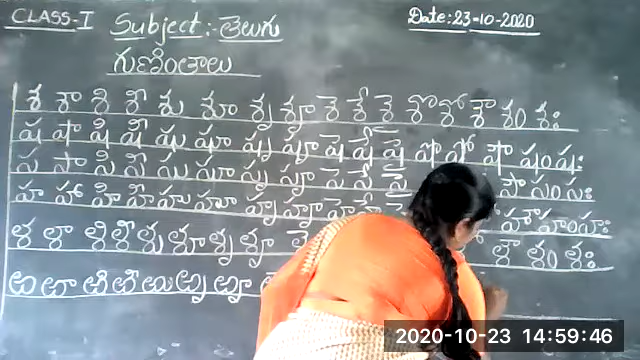 CLASS-I Subject:- తెలుగు Date:23-10-2020
గుణింతాలు
శ శా శి శీ శు శూ శృ శౄ శె శే శై శొ శో శౌ శం శః
ష షా షి షీ షు షూ షృ షౄ షె షే షై షొ షో షౌ షం షః
స సా సి సీ సు సూ సృ సౄ సె సే సై సౌ సం సః
హ హా హి హీ హు హూ హృ హౄ హె హే హౌ హం హః
ళ ళా ళి ళీ ళు ళూ ళృ ళౄ ళె ళౌ ళం ళః
ఱ ఱా ఱి ఱీ ఱు ఱృ ఱౄ
2020-10-23 14:59:46